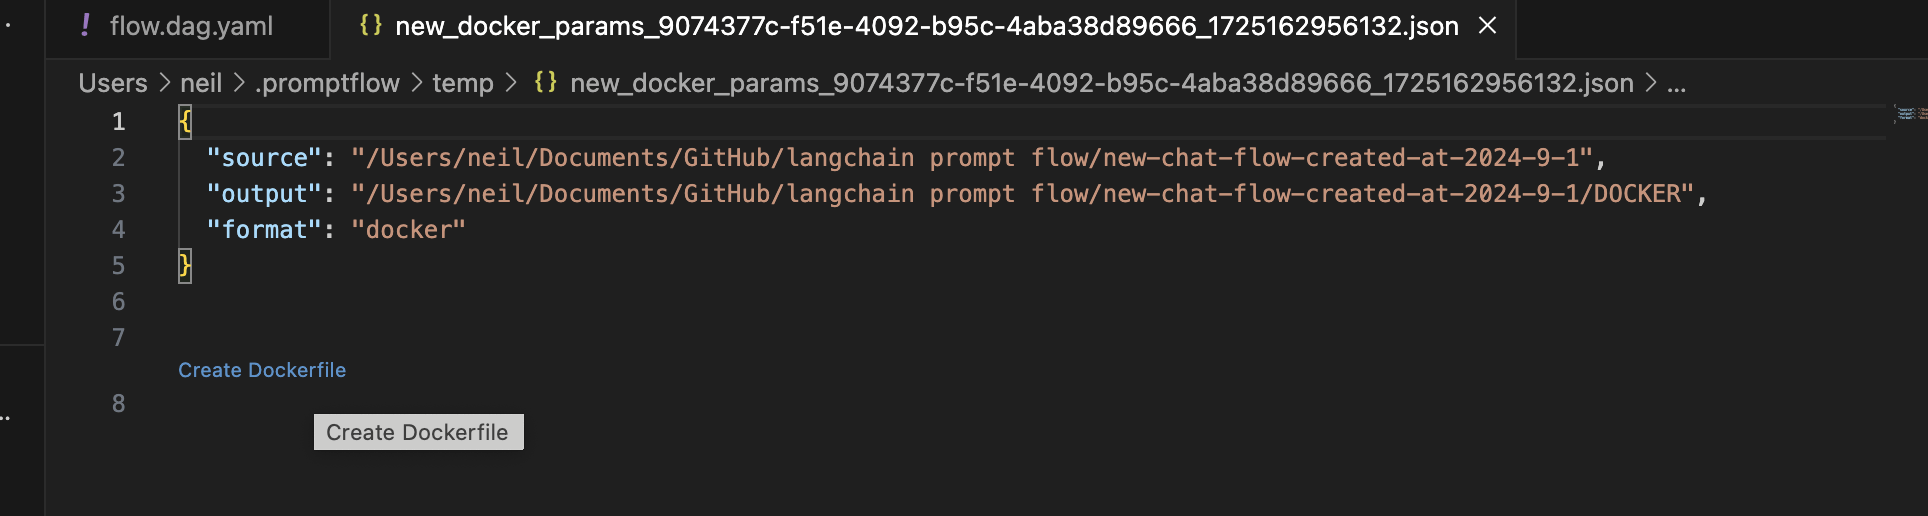 ! flow.dag.yaml {} new_docker_params_9074377c-f51e-4092-b95c-4aba38d89666_1725162956132.json ×
Users > neil > .promptflow > temp > {} new_docker_params_9074377c-f51e-4092-b95c-4aba38d89666_1725162956132.json > ...
1 {
2 "source": "/Users/neil/Documents/GitHub/langchain prompt flow/new-chat-flow-created-at-2024-9-1",
3 "output": "/Users/neil/Documents/GitHub/langchain prompt flow/new-chat-flow-created-at-2024-9-1/DOCKER",
4 "format": "docker"
5 }
6
7
Create Dockerfile
8
Create Dockerfile